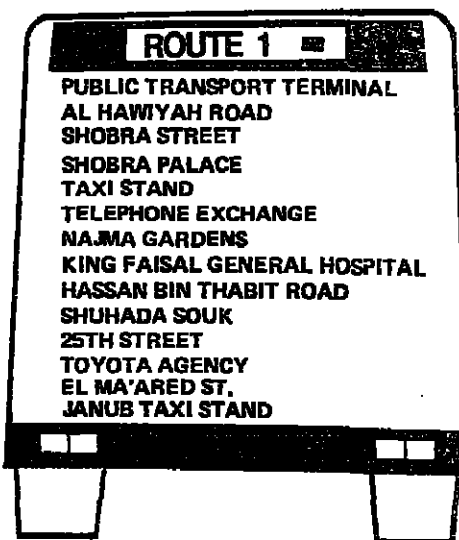 ROUTE 1
PUBLIC TRANSPORT TERMINAL
AL HAWIYAH ROAD
SHOBRA STREET
SHOBRA PALACE
TAXI STAND
TELEPHONE EXCHANGE
NAJMA GARDENS
KING FAISAL GENERAL HOSPITAL
HASSAN BIN THABIT ROAD
SHUHADA SOUK
25TH STREET
TOYOTA AGENCY
EL MA'ARED ST.
JANUB TAXI STAND